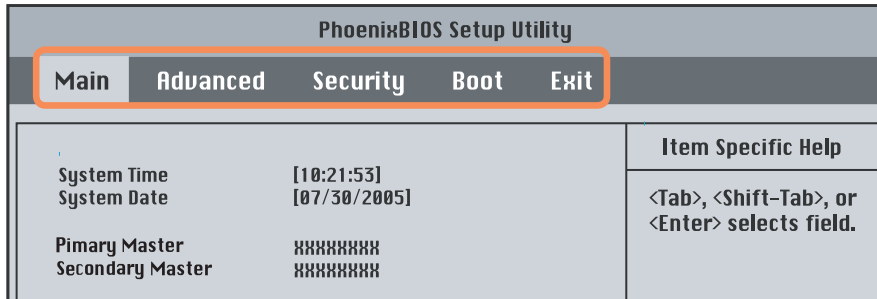 PhoenixBIOS Setup Utility
Main Advanced Security Boot Exit
Item Specific Help
System Time [10:21:53]
System Date [07/30/2005]
<Tab>, <Shift-Tab>, or
<Enter> selects field.
Pimary Master XXXXXXXX
Secondary Master XXXXXXXX